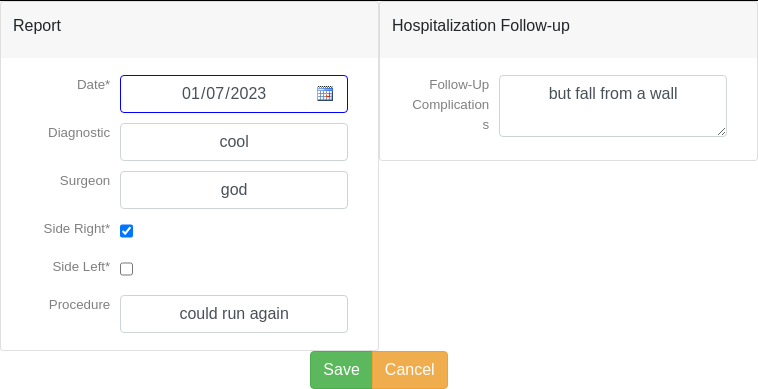 Report
Date*
01/07/2023
Diagnostic
cool
Surgeon
god
Side Right*
Side Left*
Procedure
could run again
Hospitalization Follow-up
Follow-Up
Complication
s
but fall from a wall
Save
Cancel